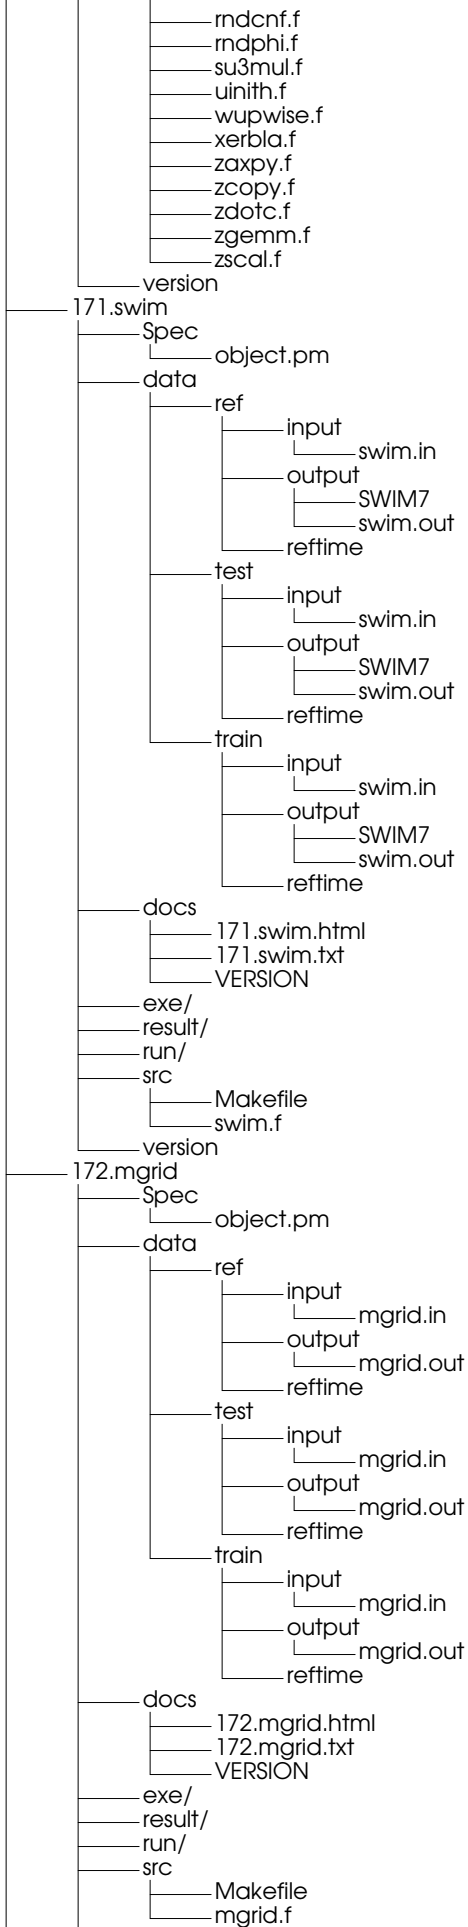 rndcnf.f
rndphi.f
su3mul.f
uinith.f
wupwise.f
xerbla.f
zaxpy.f
zcopy.f
zdotc.f
zgemm.f
zscal.f
version
171.swim
Spec
object.pm
data
ref
input
swim.in
output
SWIM7
swim.out
reftime
test
input
swim.in
output
SWIM7
swim.out
reftime
train
input
swim.in
output
SWIM7
swim.out
reftime
docs
171.swim.html
171.swim.txt
VERSION
exe/
result/
run/
src
Makefile
swim.f
version
172.mgrid
Spec
object.pm
data
ref
input
mgrid.in
output
mgrid.out
reftime
test
input
mgrid.in
output
mgrid.out
reftime
train
input
mgrid.in
output
mgrid.out
reftime
docs
172.mgrid.html
172.mgrid.txt
VERSION
exe/
result/
run/
src
Makefile
mgrid.f